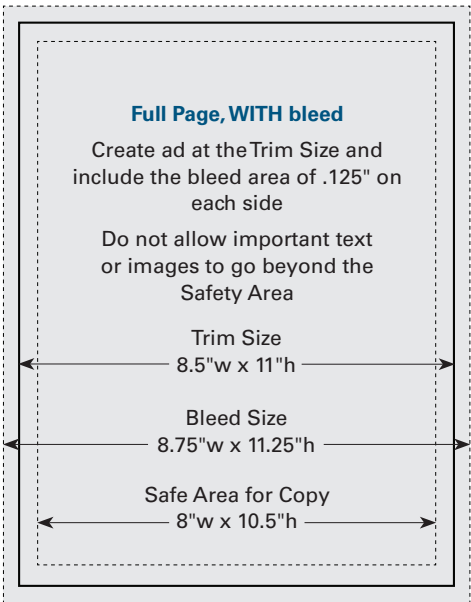 Full Page, WITH bleed
Create ad at the Trim Size and
include the bleed area of .125" on
each side
Do not allow important text
or images to go beyond the
Safety Area
Trim Size
8.5"w x 11"h
Bleed Size
8.75"w x 11.25"h
Safe Area for Copy
8"w x 10.5"h